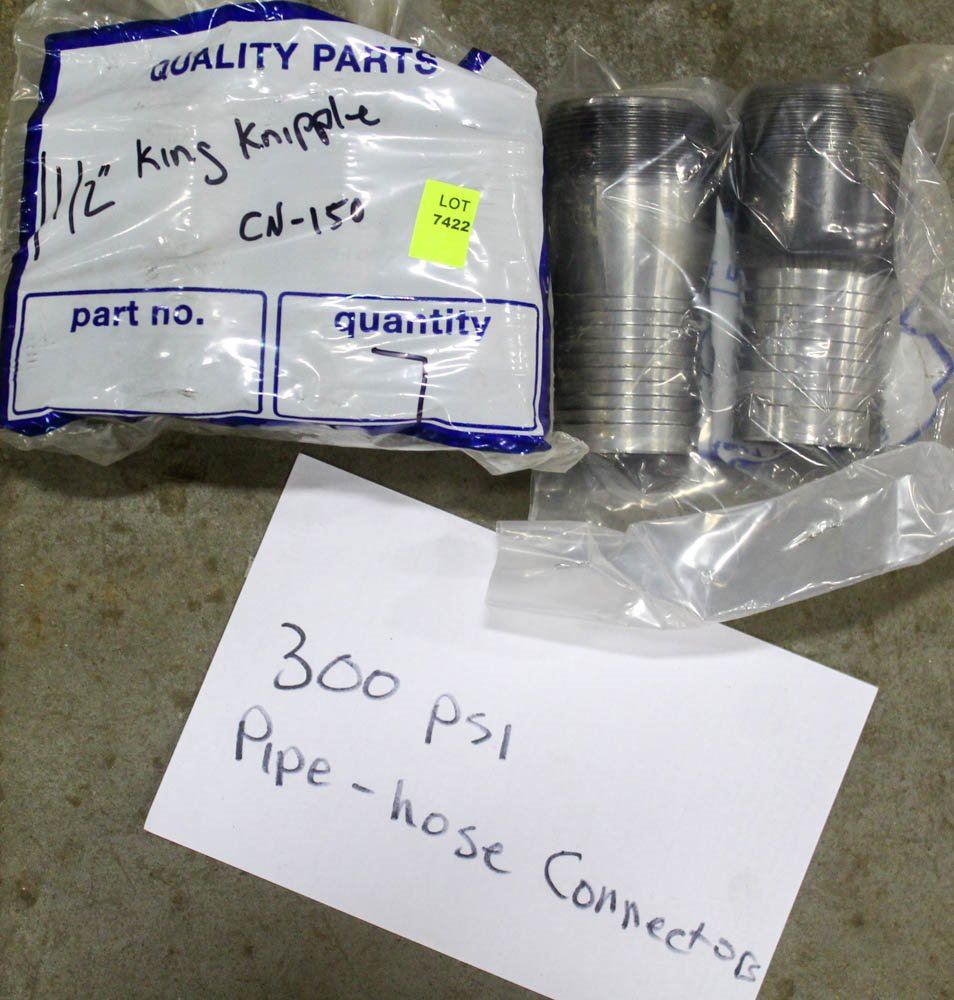 QUALITY PARTS
1 1/2" King Knipple
CN-150
LOT
7422
part no.
quantity
7
300 psi
Pipe-hose Connectors